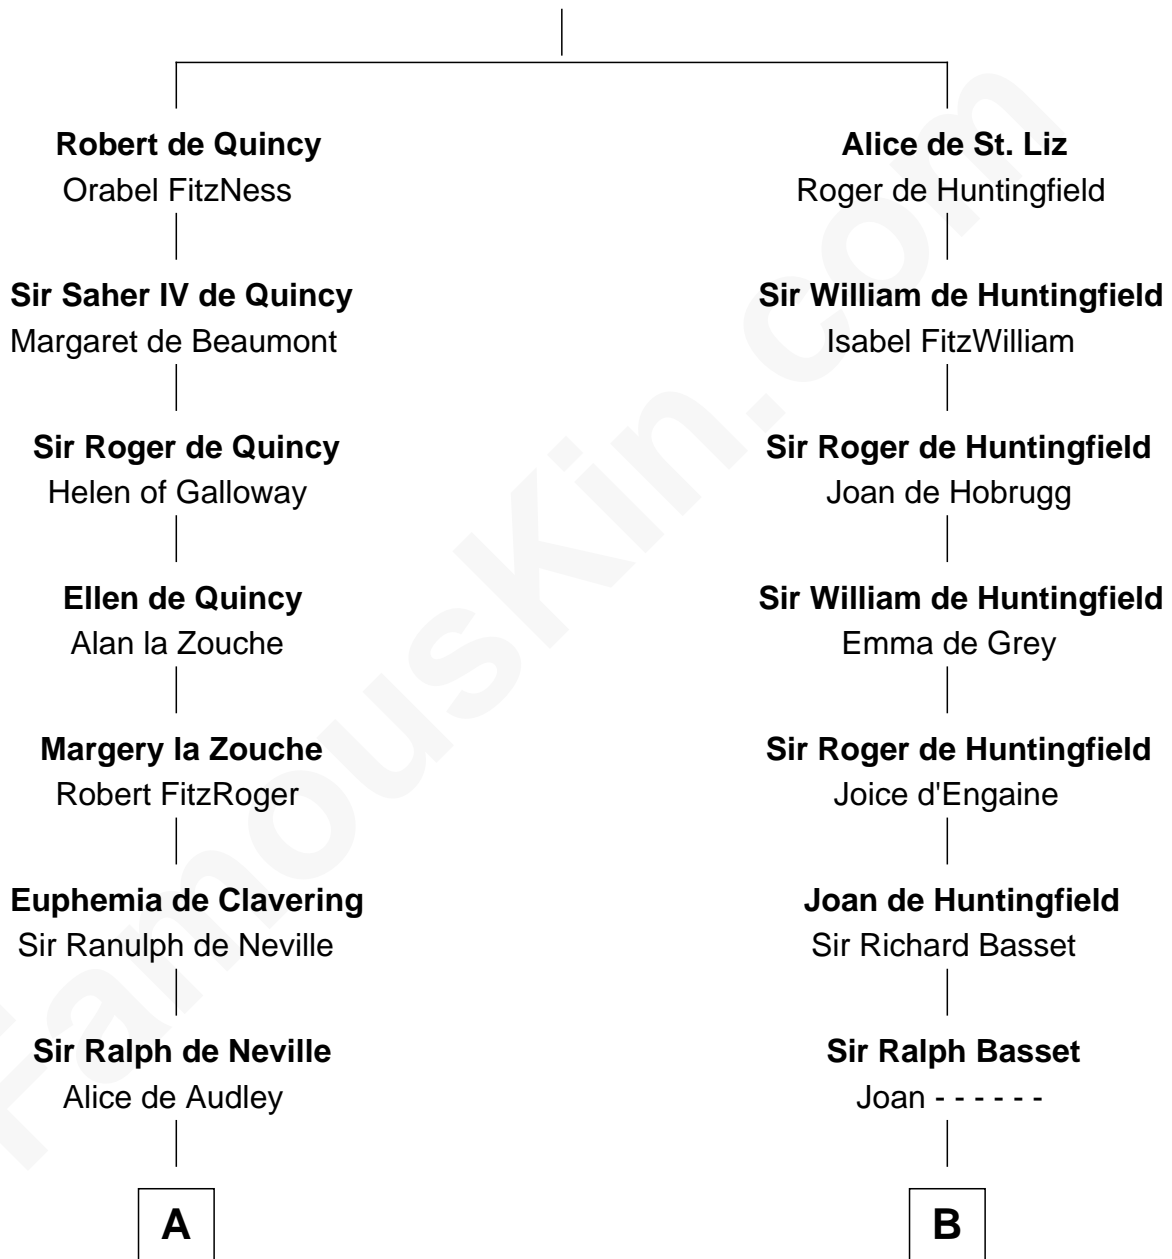 Robert de Quincy
Orabel FitzNess
Alice de St. Liz
Roger de Huntingfield
Sir Saher IV de Quincy
Margaret de Beaumont
Sir William de Huntingfield
Isabel FitzWilliam
Sir Roger de Quincy
Helen of Galloway
Sir Roger de Huntingfield
Joan de Hobrugg
Ellen de Quincy
Alan la Zouche
Sir William de Huntingfield
Emma de Grey
Margery la Zouche
Robert FitzRoger
Sir Roger de Huntingfield
Joice d'Engaine
Euphemia de Clavering
Sir Ranulph de Neville
Joan de Huntingfield
Sir Richard Basset
Sir Ralph de Neville
Alice de Audley
Sir Ralph Basset
Joan - - - - - -
A
B
FamousKin.com